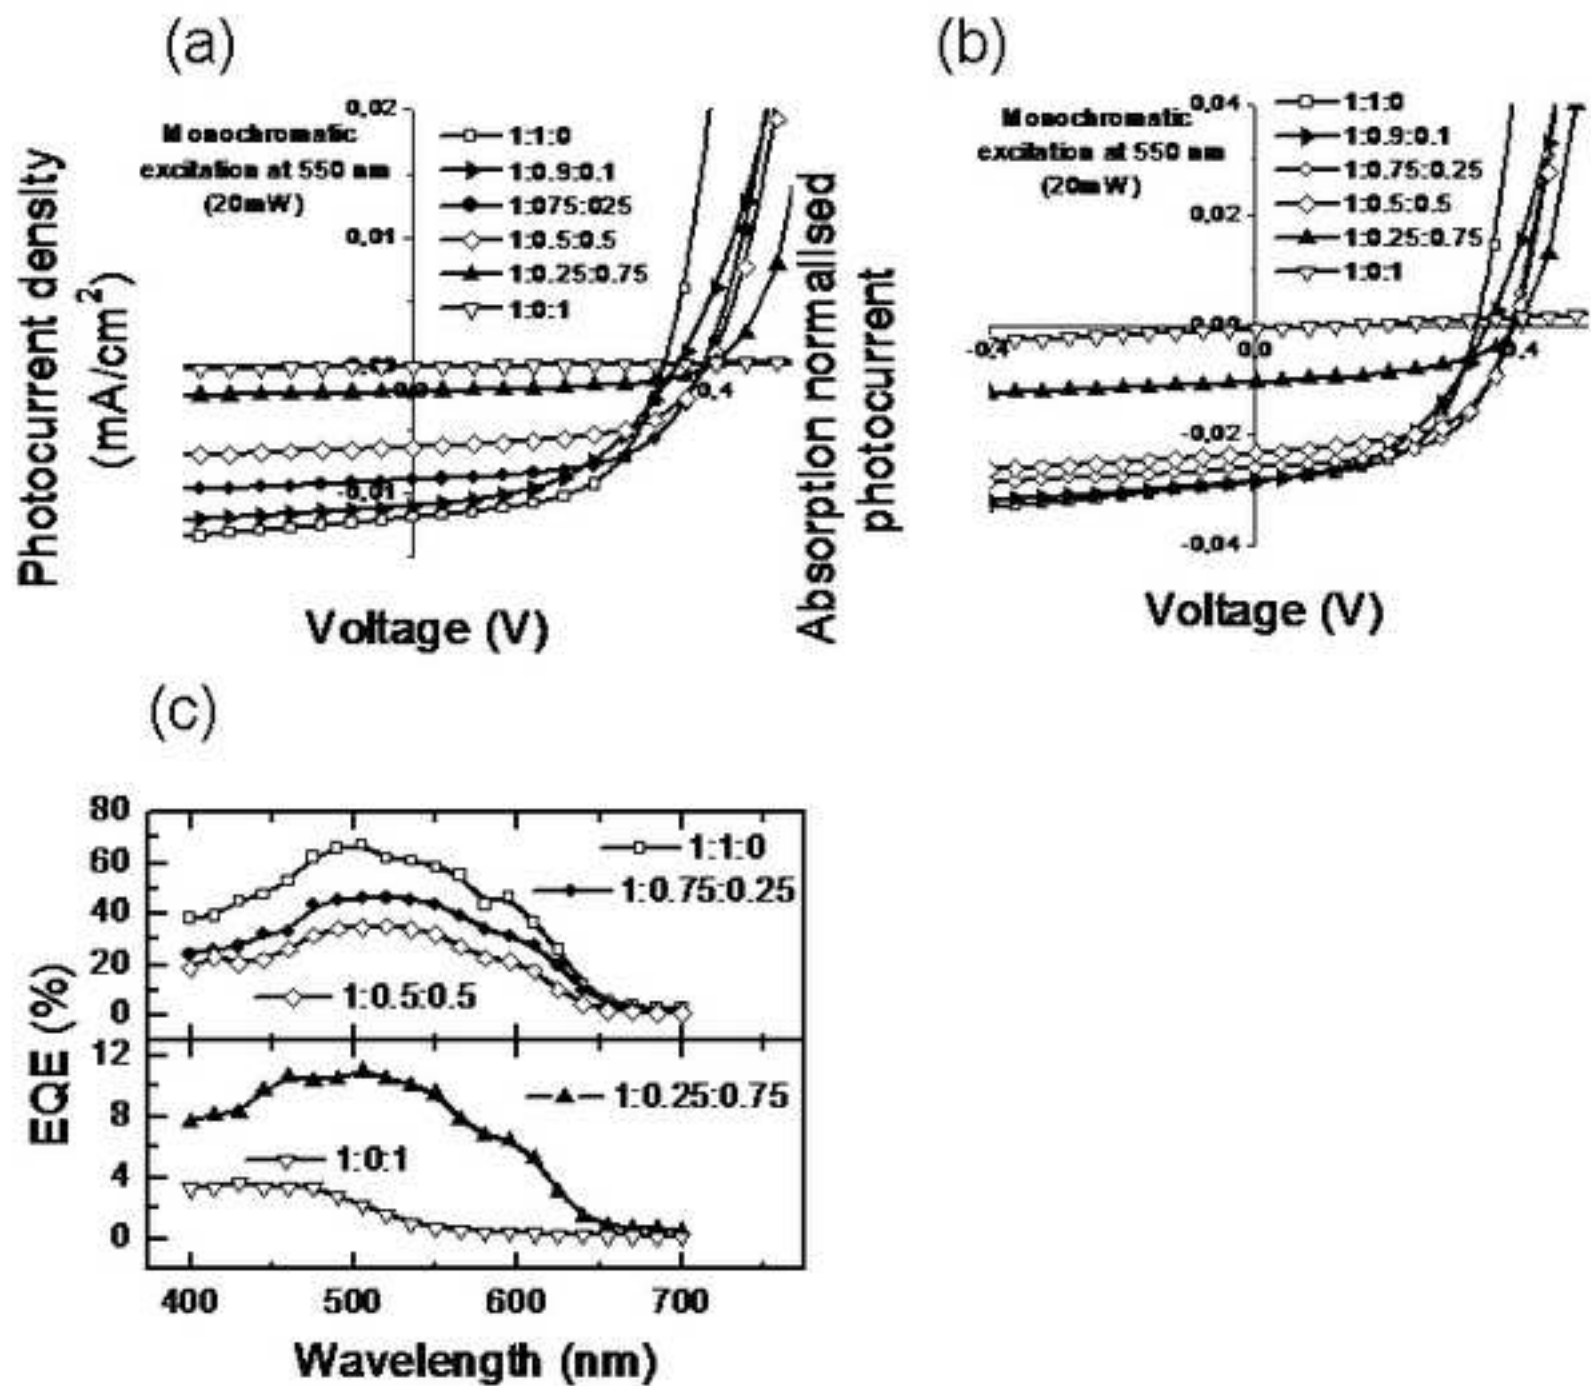 (a)
Photocurrent density
(mA/cm²)
Monochromatic
excitation at 550 nm
(20mW)
0.02
0.01
-0.01
0.4
1:1:0
1:0.9:0.1
1:075:025
1:0.5:0.5
1:0.25:0.75
1:0:1
Voltage (V)
(b)
Absorption normalised
photocurrent
Monochromatic
excitation at 550 nm
(20mW)
0.04
0.02
0.00
-0.02
-0.04
-0.4
0.0
0.4
1:1:0
1:0.9:0.1
1:0.75:0.25
1:0.5:0.5
1:0.25:0.75
1:0:1
Voltage (V)
(c)
EQE (%)
80
60
40
20
0
12
8
4
0
1:1:0
1:0.75:0.25
1:0.5:0.5
1:0.25:0.75
1:0:1
400 500 600 700
Wavelength (nm)